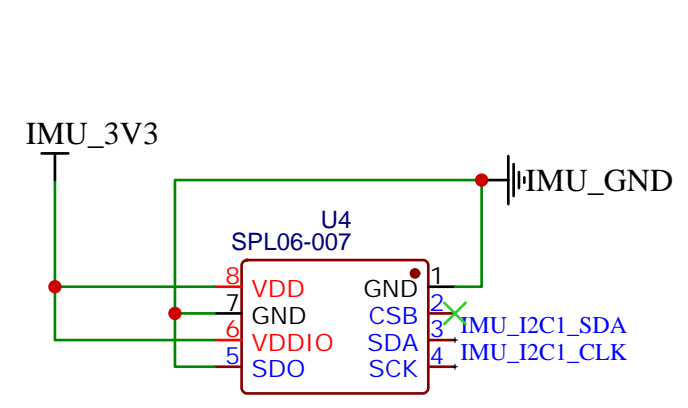 IMU_3V3
IMU_GND
U4
SPL06-007
8 VDD GND 1
7 GND CSB 2
6 VDDIO SDA 3 IMU_I2C1_SDA
5 SDO SCK 4 IMU_I2C1_CLK